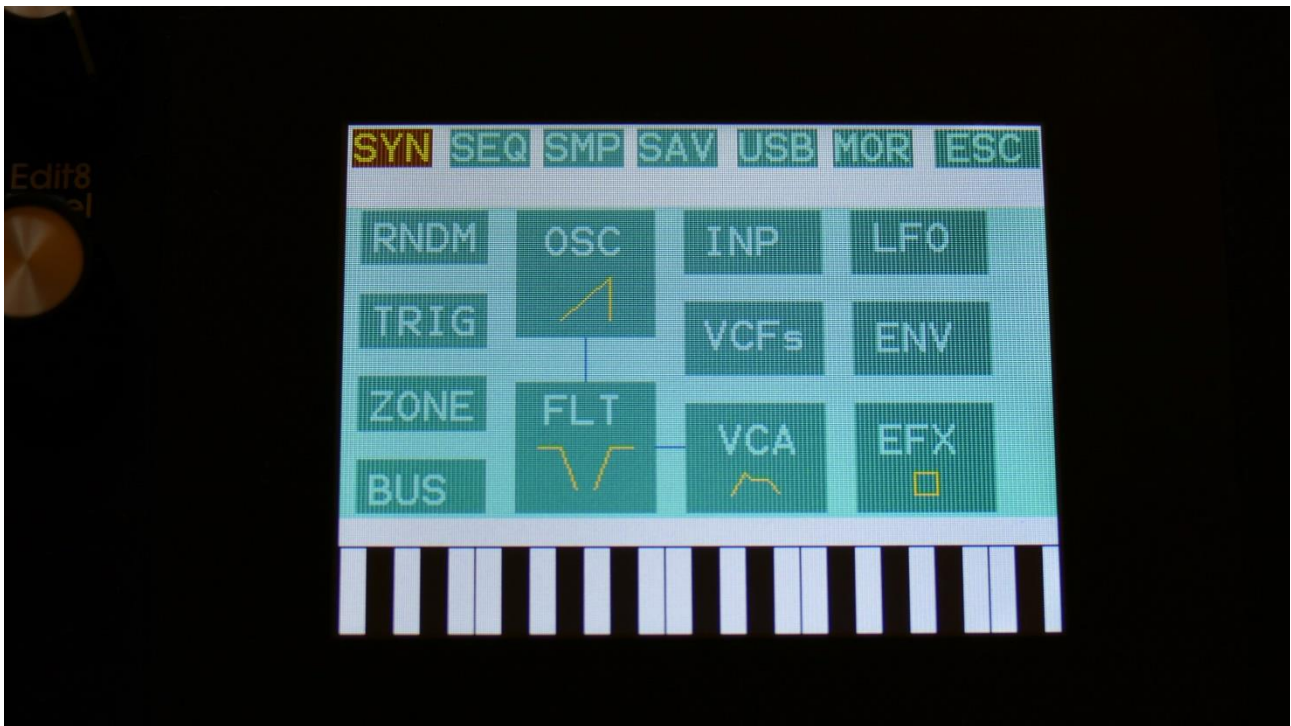 SYN SEQ SMP SAV USB MOR ESC
Edit8
RNDM OSC INP LFO
TRIG VCFs ENV
ZONE FLT VCA EFX
BUS